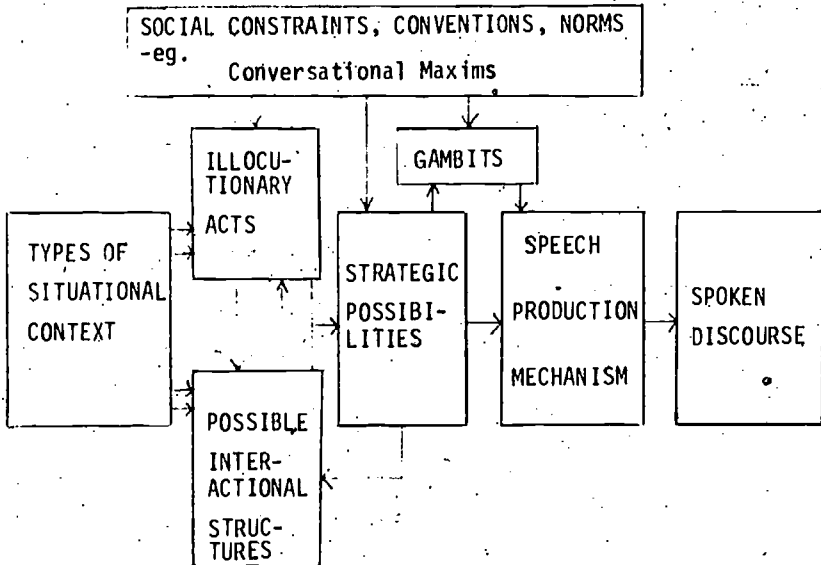 SOCIAL CONSTRAINTS, CONVENTIONS, NORMS
-eg.
Conversational Maxims
ILLOCU-
TIONARY
ACTS
GAMBITS
TYPES OF
SITUATIONAL
CONTEXT
STRATEGIC
POSSIBI-
LITIES
SPEECH
PRODUCTION
MECHANISM
SPOKEN
DISCOURSE
POSSIBLE
INTER-
ACTIONAL
STRUC-
TURES